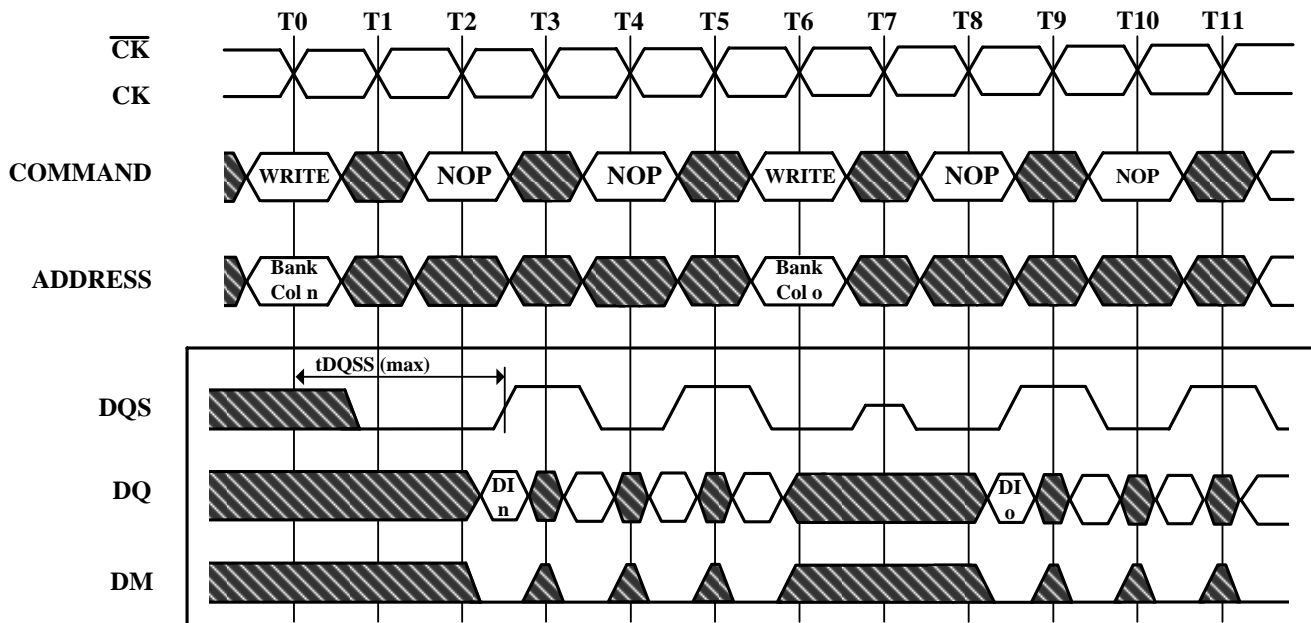 T0 T1 T2 T3 T4 T5 T6 T7 T8 T9 T10 T11
CK
CK
COMMAND WRITE NOP NOP WRITE NOP NOP
ADDRESS Bank Col n Bank Col o
tDQSS (max)
DQS
DQ DI n DI o
DM